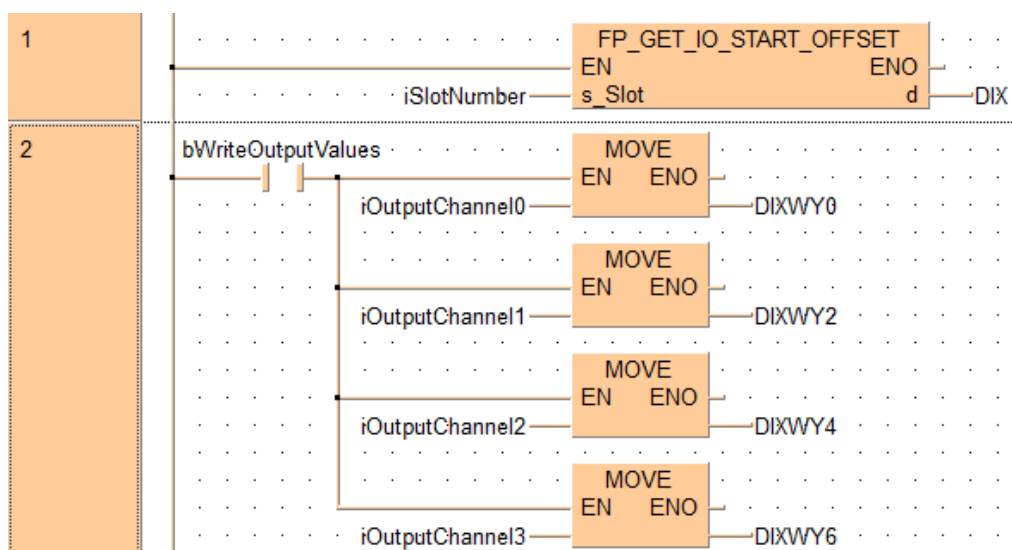 1
FP_GET_IO_START_OFFSET
EN ENO
iSlotNumber s_Slot d DIX
2
bWriteOutputValues MOVE
EN ENO
iOutputChannel0 DIXWY0
MOVE
EN ENO
iOutputChannel1 DIXWY2
MOVE
EN ENO
iOutputChannel2 DIXWY4
MOVE
EN ENO
iOutputChannel3 DIXWY6